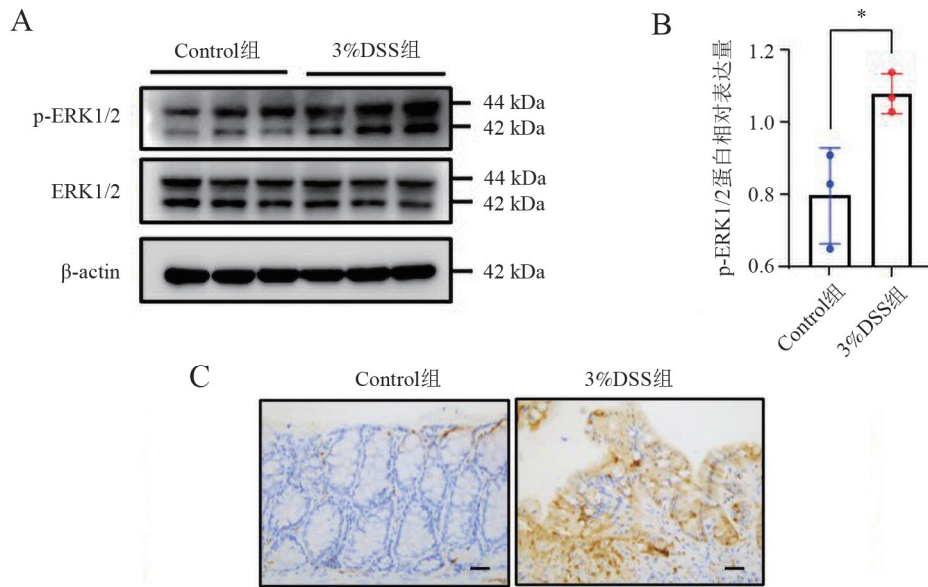 A
Control组 3%DSS组
p-ERK1/2
44 kDa
42 kDa
ERK1/2
44 kDa
42 kDa
β-actin
42 kDa
B
*
p-ERK1/2蛋白相对表达量
1.2
1.0
0.8
0.6
Control组
3%DSS组
C
Control组 3%DSS组